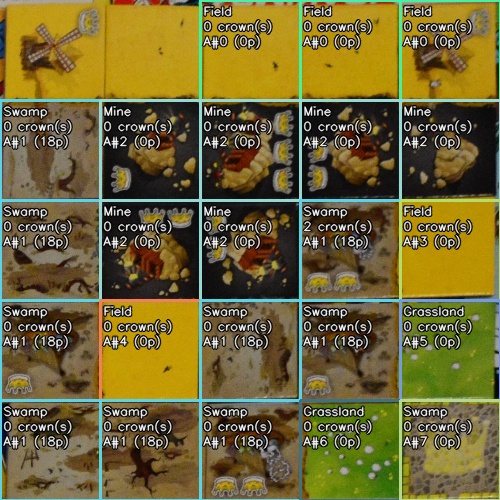 Field
0 crown(s)
A#0 (0p)
Field
0 crown(s)
A#0 (0p)
Field
0 crown(s)
A#0 (0p)
Swamp
0 crown(s)
A#1 (18p)
Mine
0 crown(s)
A#2 (0p)
Mine
0 crown(s)
A#2 (0p)
Mine
0 crown(s)
A#2 (0p)
Mine
0 crown(s)
A#2 (0p)
Swamp
0 crown(s)
A#1 (18p)
Mine
0 crown(s)
A#2 (0p)
Mine
0 crown(s)
A#2 (0p)
Swamp
2 crown(s)
A#1 (18p)
Field
0 crown(s)
A#3 (0p)
Swamp
0 crown(s)
A#1 (18p)
Field
0 crown(s)
A#4 (0p)
Swamp
0 crown(s)
A#1 (18p)
Swamp
0 crown(s)
A#1 (18p)
Grassland
0 crown(s)
A#5 (0p)
Swamp
0 crown(s)
A#1 (18p)
Swamp
0 crown(s)
A#1 (18p)
Swamp
0 crown(s)
A#1 (18p)
Grassland
0 crown(s)
A#6 (0p)
Swamp
0 crown(s)
A#7 (0p)